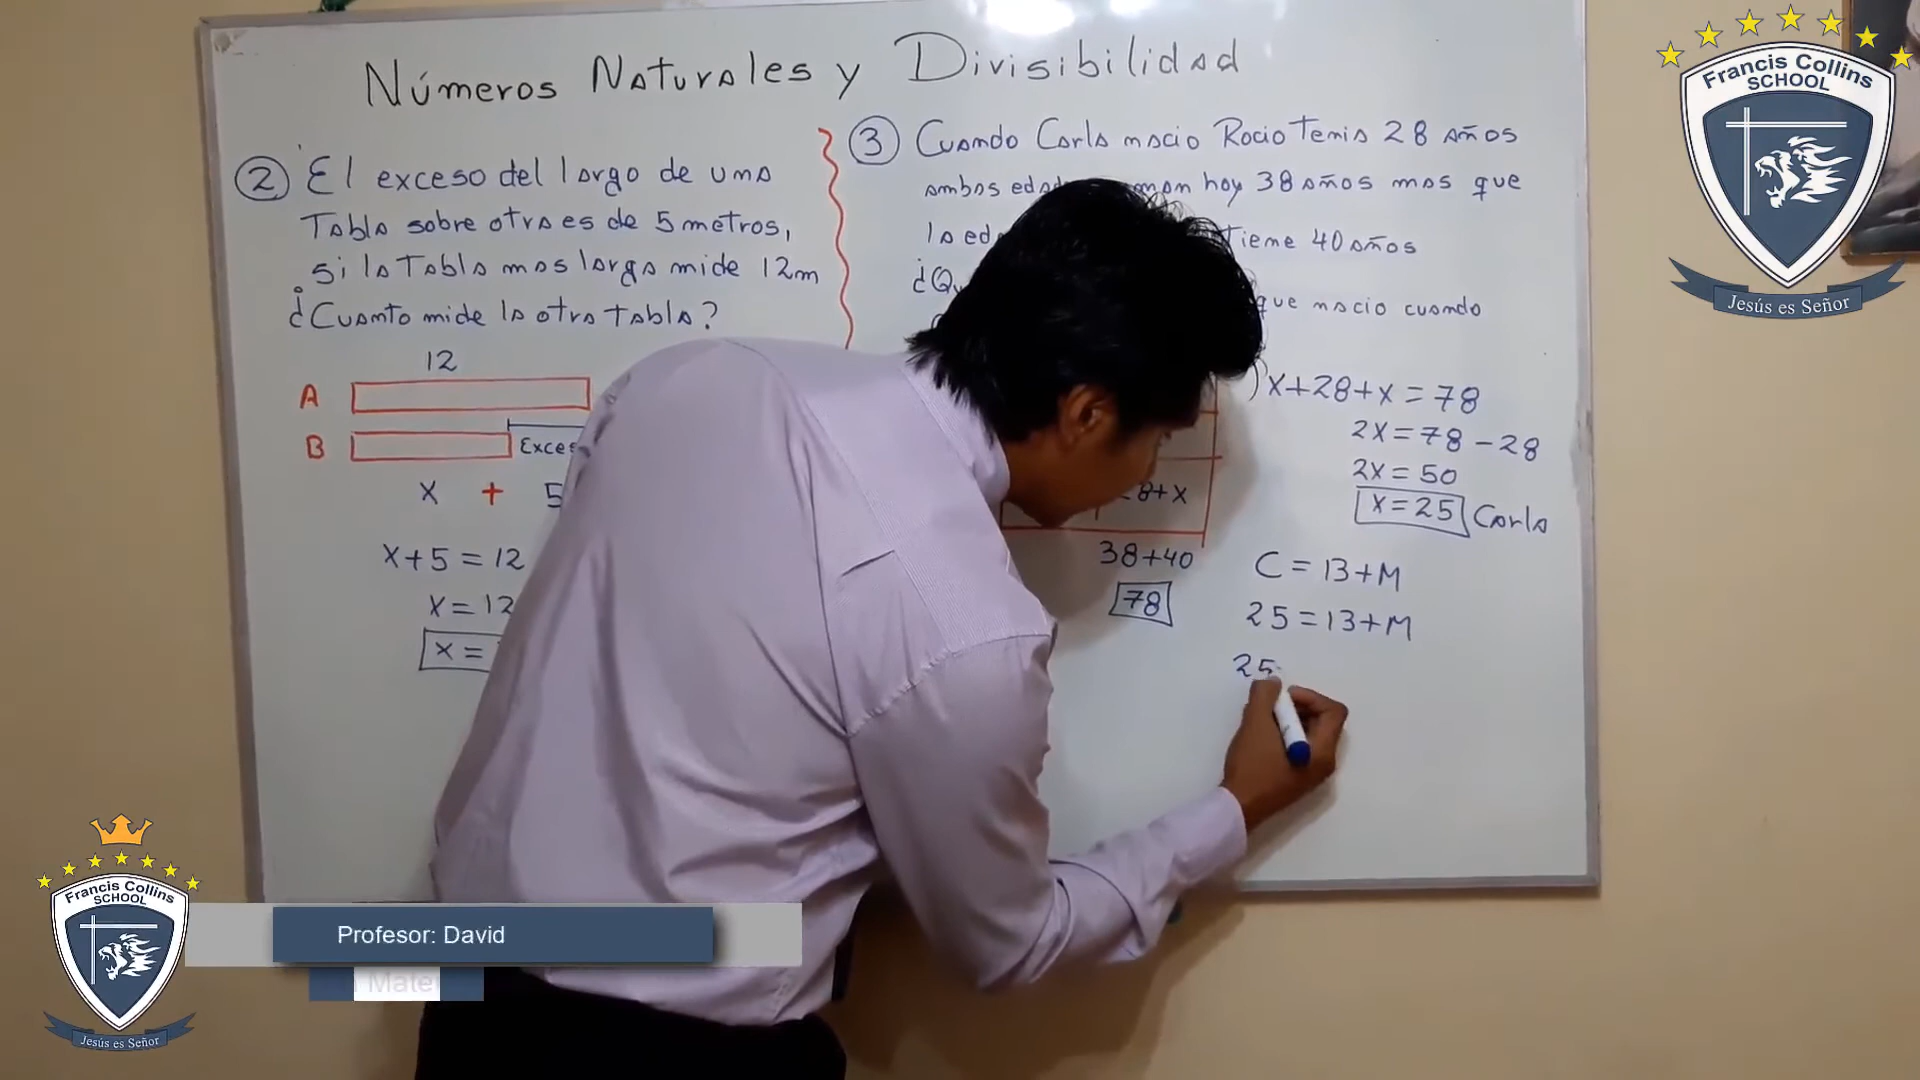 Números Naturales y Divisibilidad
2 El exceso del largo de una
Tabla sobre otra es de 5 metros,
si la Tabla mas larga mide 12m
¿Cuanto mide la otra tabla?
12
A
B
Exces
x + 5
x+5 = 12
x = 12
x =
3 Cuando Carla nacio Rocio Tenia 28 años
ambas hoy 38 años mas que
la tiene 40 años
que nacio cuando
x+28+x = 78
2x = 78 - 28
2x = 50
x = 25 Carla
8+x
38+40
78
C = 13+M
25 = 13+M
25
Francis Collins
SCHOOL
Jesús es Señor
Francis Collins
SCHOOL
Jesús es Señor
Profesor: David
Mate